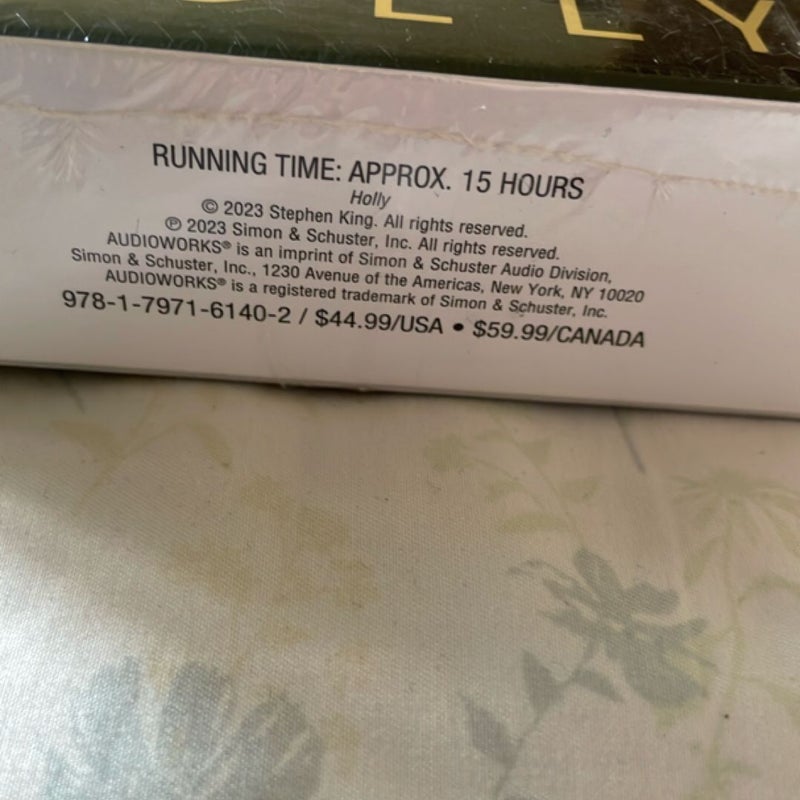 OLLY
RUNNING TIME: APPROX. 15 HOURS
Holly
© 2023 Stephen King. All rights reserved.
℗ 2023 Simon & Schuster, Inc. All rights reserved.
AUDIOWORKS® is an imprint of Simon & Schuster Audio Division,
Simon & Schuster, Inc., 1230 Avenue of the Americas, New York, NY 10020
AUDIOWORKS® is a registered trademark of Simon & Schuster, Inc.
978-1-7971-6140-2 / $44.99/USA • $59.99/CANADA